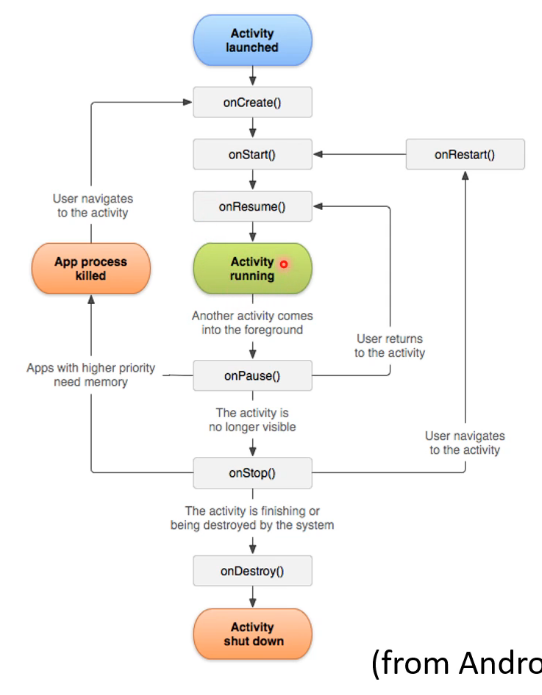 Activity
launched
onCreate()
onStart()
onRestart()
onResume()
User navigates
to the activity
App process
killed
Activity
running
Another activity comes
into the foreground
User returns
to the activity
Apps with higher priority
need memory
onPause()
The activity is
no longer visible
User navigates
to the activity
onStop()
The activity is finishing or
being destroyed by the system
onDestroy()
Activity
shut down
(from Andro